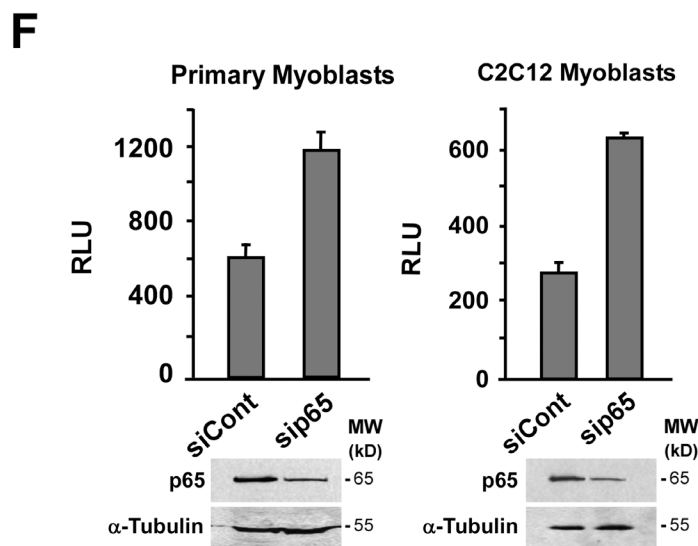 F
Primary Myoblasts
RLU
1200
800
400
0
siCont
sip65
MW
(kD)
p65
-65
α-Tubulin
-55
C2C12 Myoblasts
RLU
600
400
200
0
siCont
sip65
MW
(kD)
p65
-65
α-Tubulin
-55